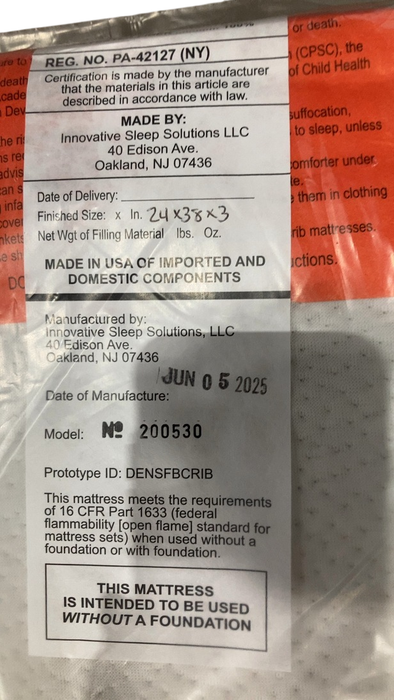 100%
or death.
REG. NO. PA-42127 (NY)
Certification is made by the manufacturer
that the materials in this article are
described in accordance with law.
(CPSC), the
of Child Health
death
Dev
MADE BY:
Innovative Sleep Solutions LLC
40 Edison Ave.
Oakland, NJ 07436
suffocation,
to sleep, unless
comforter under
them in clothing
rib mattresses.
ctions.
Date of Delivery:
Finished Size: x In. 24 x38 x3
Net Wgt of Filling Material lbs. Oz.
MADE IN USA OF IMPORTED AND
DOMESTIC COMPONENTS
Manufactured by:
Innovative Sleep Solutions, LLC
40 Edison Ave.
Oakland, NJ 07436
JUN 05 2025
Date of Manufacture:
Model: Nº 200530
Prototype ID: DENSFBCRIB
This mattress meets the requirements
of 16 CFR Part 1633 (federal
flammability [open flame] standard for
mattress sets) when used without a
foundation or with foundation.
THIS MATTRESS
IS INTENDED TO BE USED
WITHOUT A FOUNDATION